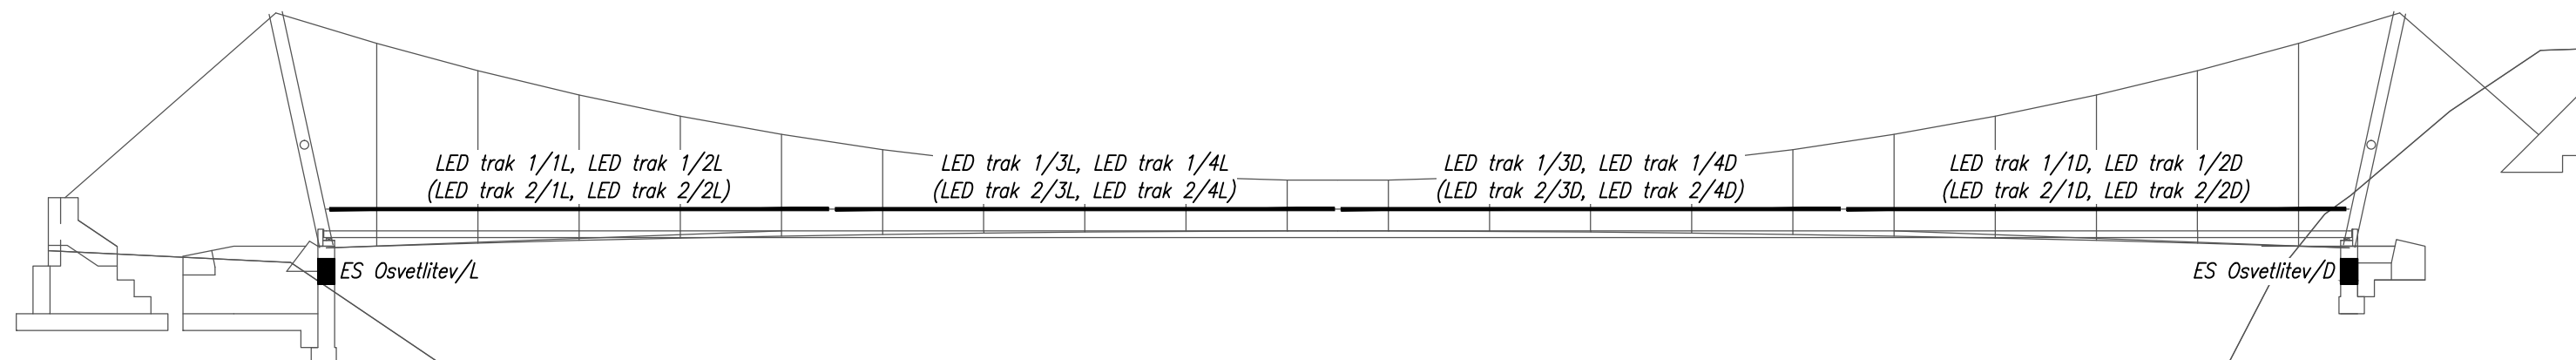 LED trak 1/1L, LED trak 1/2L
(LED trak 2/1L, LED trak 2/2L)
LED trak 1/3L, LED trak 1/4L
(LED trak 2/3L, LED trak 2/4L)
LED trak 1/3D, LED trak 1/4D
(LED trak 2/3D, LED trak 2/4D)
LED trak 1/1D, LED trak 1/2D
(LED trak 2/1D, LED trak 2/2D)
ES Osvetlitev/L
ES Osvetlitev/D